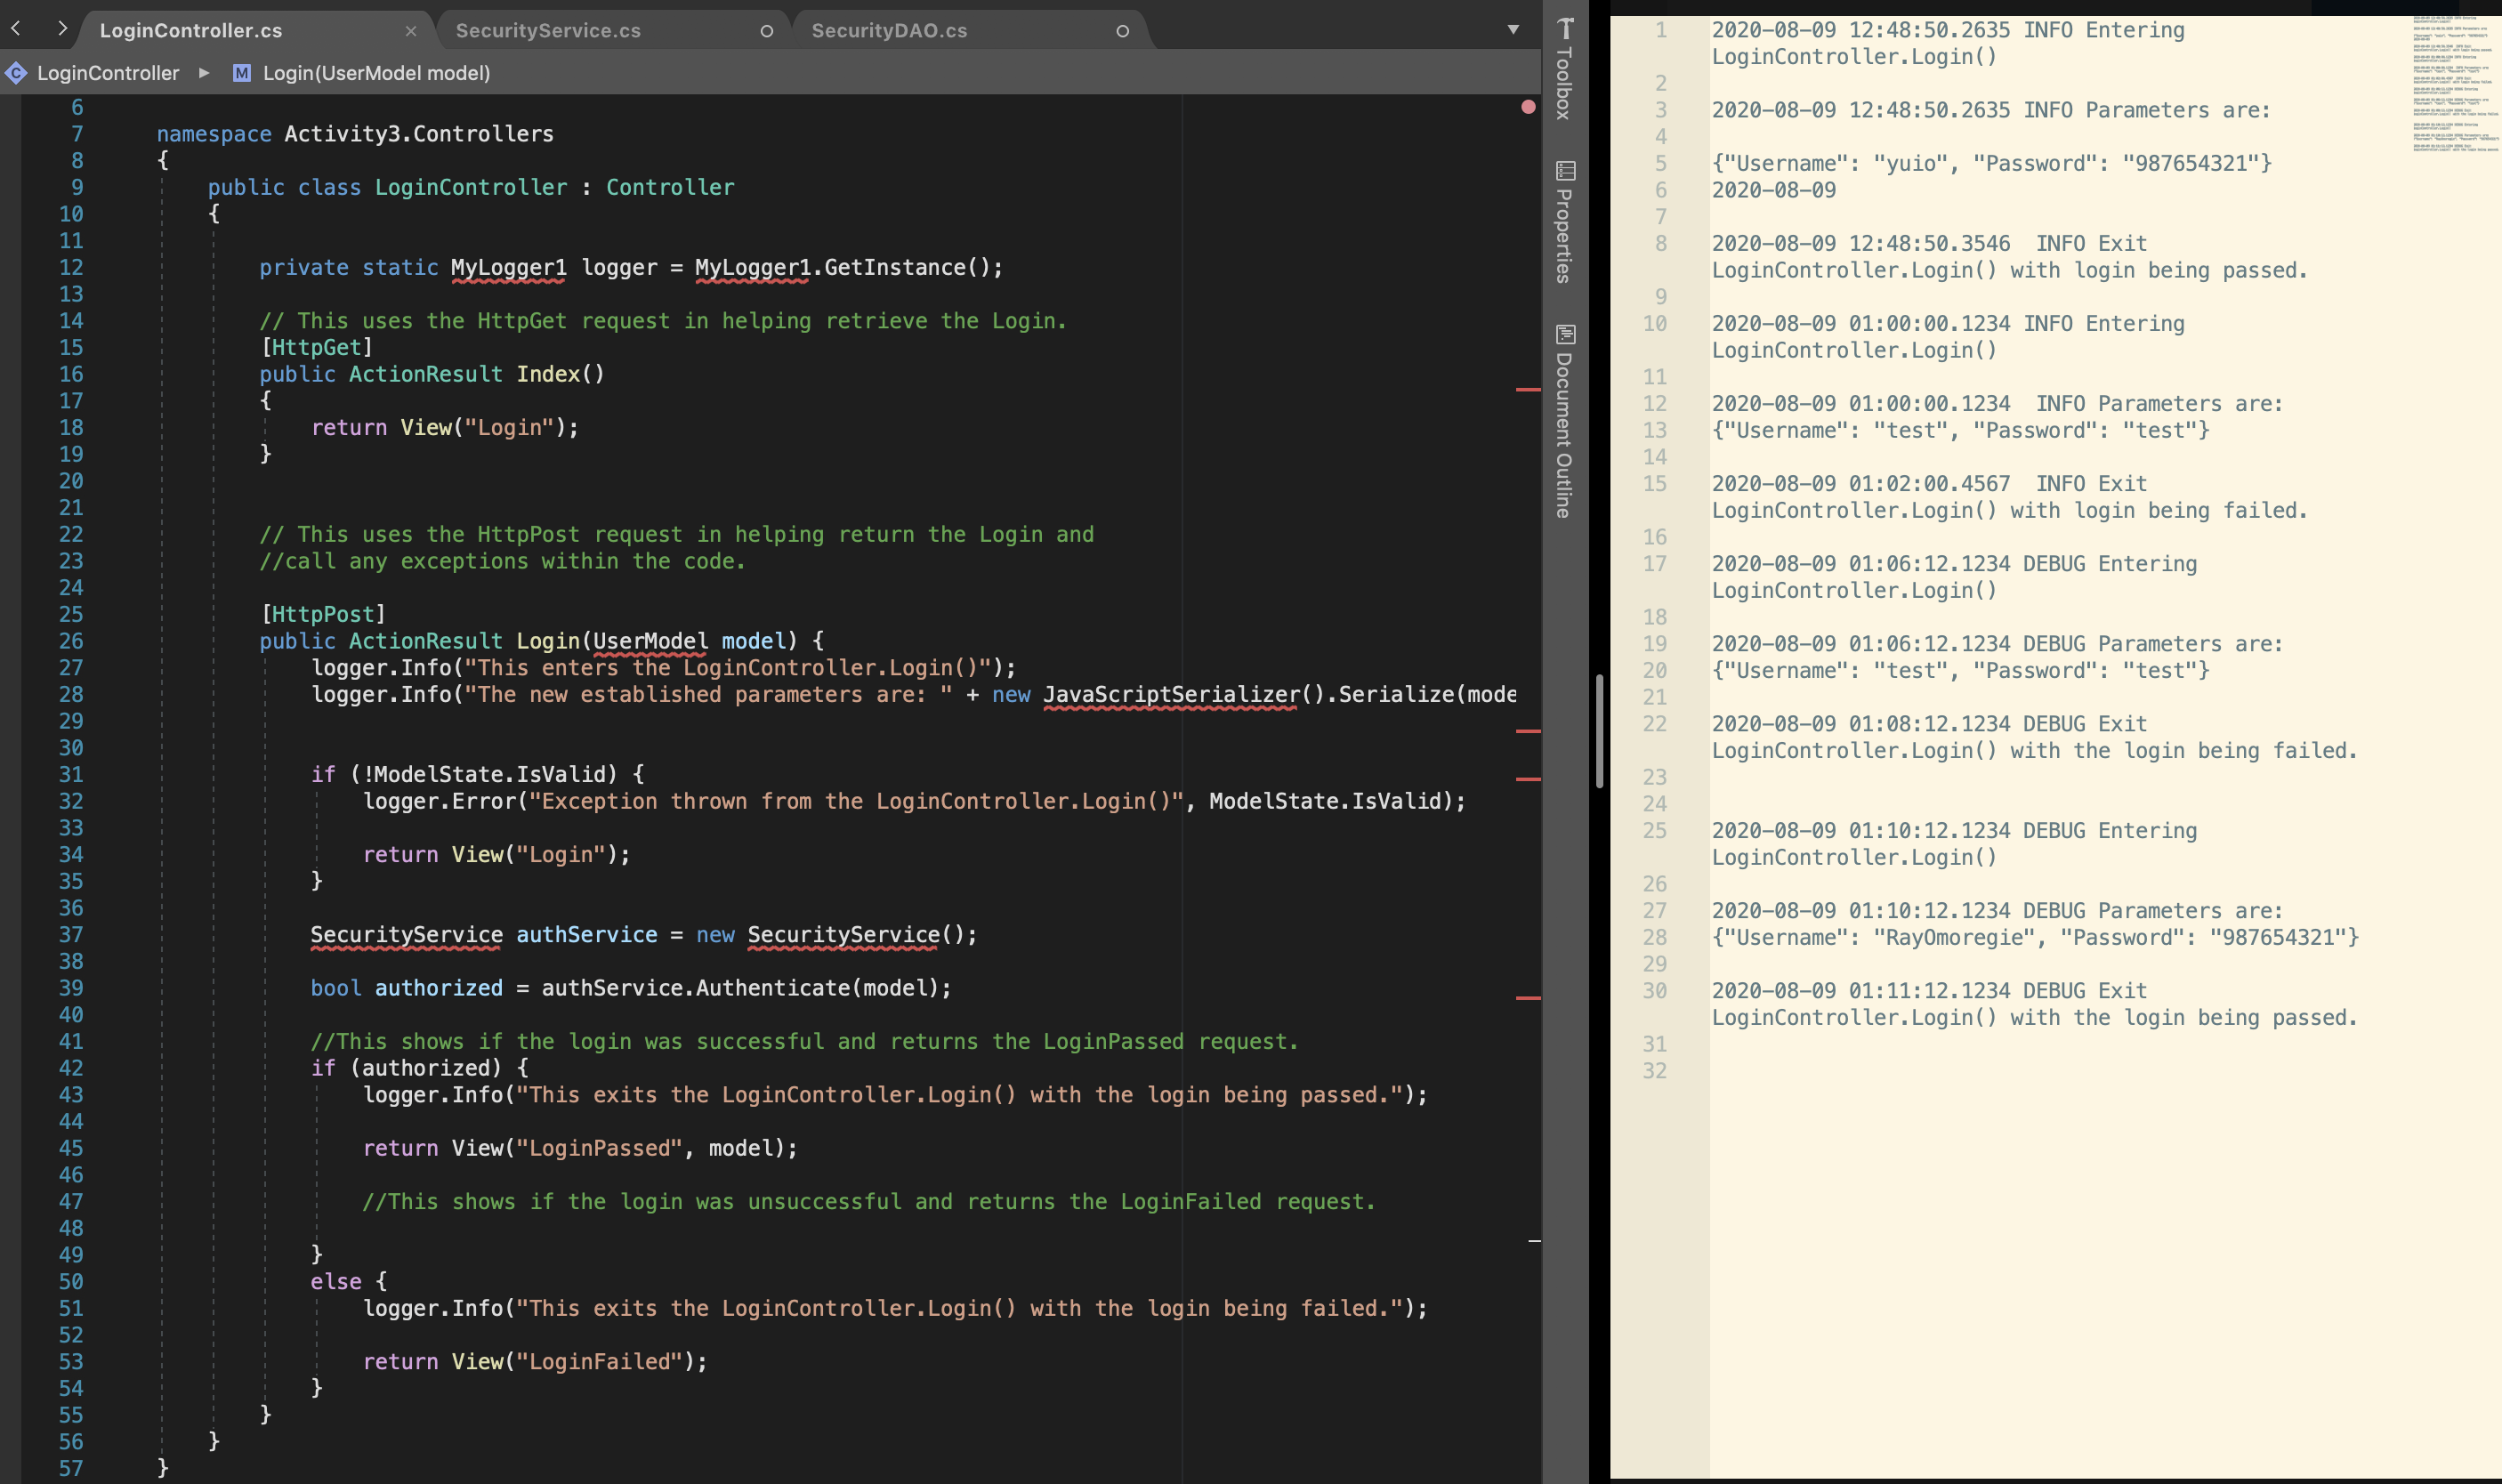 LoginController.cs
SecurityService.cs
SecurityDAO.cs
LoginController ▶ M Login(UserModel model)
6
7 namespace Activity3.Controllers
8 {
9 public class LoginController : Controller
10 {
11
12 private static MyLogger1 logger = MyLogger1.GetInstance();
13
14 // This uses the HttpGet request in helping retrieve the Login.
15 [HttpGet]
16 public ActionResult Index()
17 {
18 return View("Login");
19 }
20
21
22 // This uses the HttpPost request in helping return the Login and
23 //call any exceptions within the code.
24
25 [HttpPost]
26 public ActionResult Login(UserModel model) {
27 logger.Info("This enters the LoginController.Login()");
28 logger.Info("The new established parameters are: " + new JavaScriptSerializer().Serialize(mode
29
30
31 if (!ModelState.IsValid) {
32 logger.Error("Exception thrown from the LoginController.Login()", ModelState.IsValid);
33
34 return View("Login");
35 }
36
37 SecurityService authService = new SecurityService();
38
39 bool authorized = authService.Authenticate(model);
40
41 //This shows if the login was successful and returns the LoginPassed request.
42 if (authorized) {
43 logger.Info("This exits the LoginController.Login() with the login being passed.");
44
45 return View("LoginPassed", model);
46
47 //This shows if the login was unsuccessful and returns the LoginFailed request.
48
49 }
50 else {
51 logger.Info("This exits the LoginController.Login() with the login being failed.");
52
53 return View("LoginFailed");
54 }
55 }
56 }
57 }
Toolbox
Properties
Document Outline
1 2020-08-09 12:48:50.2635 INFO Entering
LoginController.Login()
2
3 2020-08-09 12:48:50.2635 INFO Parameters are:
4
5 {"Username": "yuio", "Password": "987654321"}
6 2020-08-09
7
8 2020-08-09 12:48:50.3546  INFO Exit
LoginController.Login() with login being passed.
9
10 2020-08-09 01:00:00.1234 INFO Entering
LoginController.Login()
11
12 2020-08-09 01:00:00.1234  INFO Parameters are:
13 {"Username": "test", "Password": "test"}
14
15 2020-08-09 01:02:00.4567  INFO Exit
LoginController.Login() with login being failed.
16
17 2020-08-09 01:06:12.1234 DEBUG Entering
LoginController.Login()
18
19 2020-08-09 01:06:12.1234 DEBUG Parameters are:
20 {"Username": "test", "Password": "test"}
21
22 2020-08-09 01:08:12.1234 DEBUG Exit
LoginController.Login() with the login being failed.
23
24
25 2020-08-09 01:10:12.1234 DEBUG Entering
LoginController.Login()
26
27 2020-08-09 01:10:12.1234 DEBUG Parameters are:
28 {"Username": "RayOmoregie", "Password": "987654321"}
29
30 2020-08-09 01:11:12.1234 DEBUG Exit
LoginController.Login() with the login being passed.
31
32